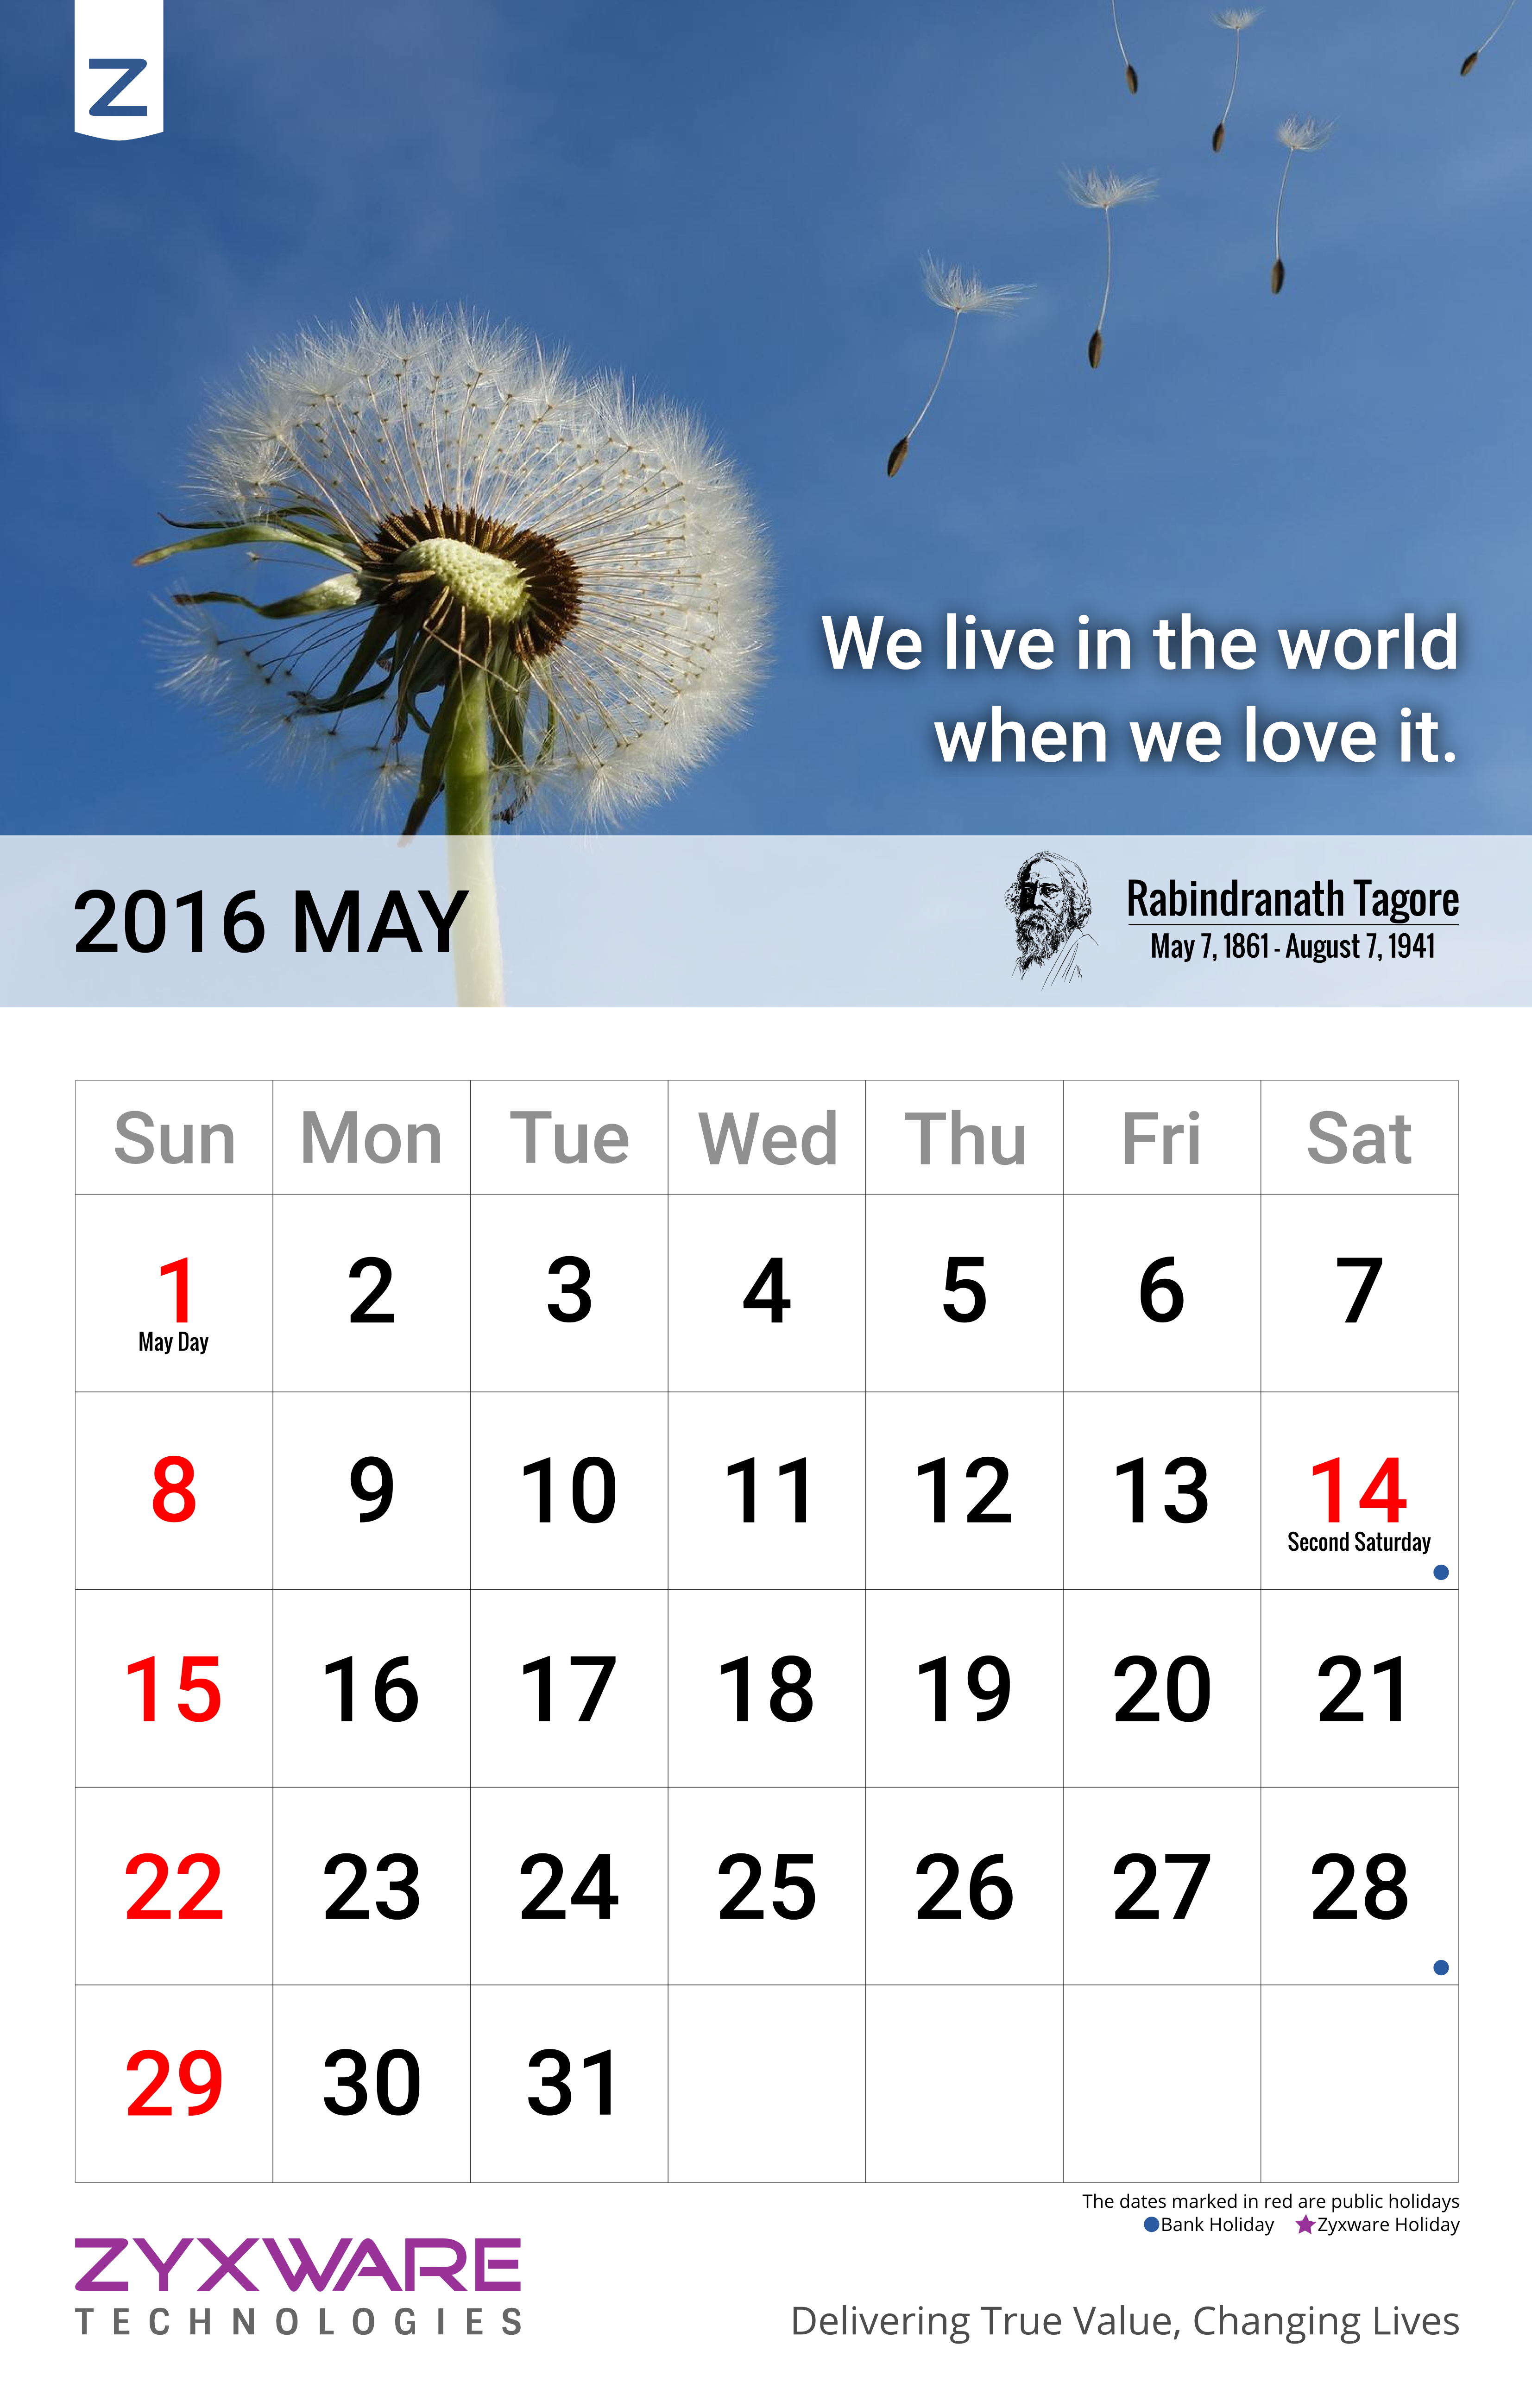 Z
We live in the world
when we love it.
2016 MAY
Rabindranath Tagore
May 7, 1861 - August 7, 1941
Sun Mon Tue Wed Thu Fri Sat
1 2 3 4 5 6 7
May Day
8 9 10 11 12 13 14
Second Saturday
15 16 17 18 19 20 21
22 23 24 25 26 27 28
29 30 31
The dates marked in red are public holidays
Bank Holiday Zyxware Holiday
ZYXWARE
TECHNOLOGIES
Delivering True Value, Changing Lives